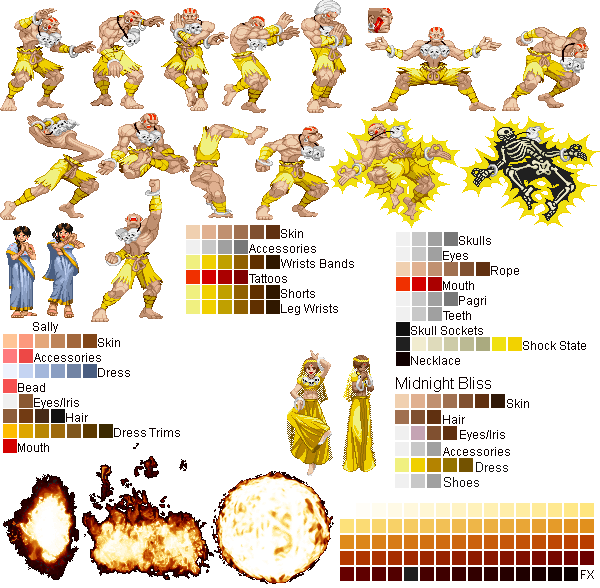 Skin
Accessories
Wrists Bands
Tattoos
Shorts
Leg Wrists
Skulls
Eyes
Rope
Mouth
Pagri
Teeth
Skull Sockets
Shock State
Necklace
Sally
Skin
Accessories
Dress
Bead
Eyes/Iris
Hair
Dress Trims
Mouth
Midnight Bliss
Skin
Hair
Eyes/Iris
Accessories
Dress
Shoes
FX